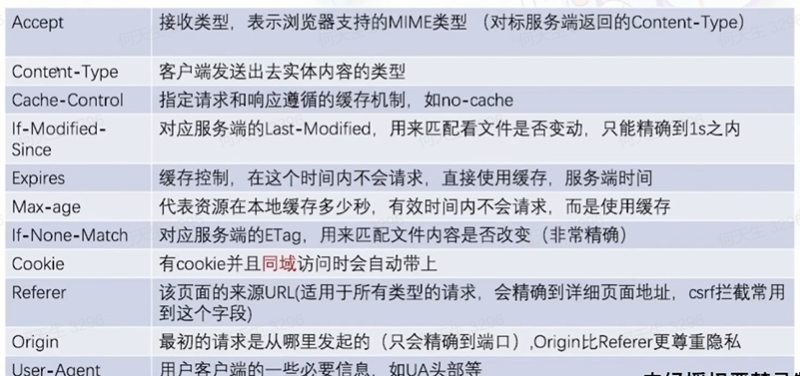 Accept 接收类型，表示浏览器支持的MIME类型 （对标服务端返回的Content-Type）
Content-Type 客户端发送出去实体内容的类型
Cache-Control 指定请求和响应遵循的缓存机制，如no-cache
If-Modified-Since 对应服务端的Last-Modified，用来匹配看文件是否变动，只能精确到1s之内
Expires 缓存控制，在这个时间内不会请求，直接使用缓存，服务端时间
Max-age 代表资源在本地缓存多少秒，有效时间内不会请求，而是使用缓存
If-None-Match 对应服务端的ETag，用来匹配文件内容是否改变（非常精确）
Cookie 有cookie并且同域访问时会自动带上
Referer 该页面的来源URL(适用于所有类型的请求，会精确到详细页面地址，csrf拦截常用
到这个字段)
Origin 最初的请求是从哪里发起的（只会精确到端口）,Origin比Referer更尊重隐私
User-Agent 用户客户端的一些必要信息，如UA头部等